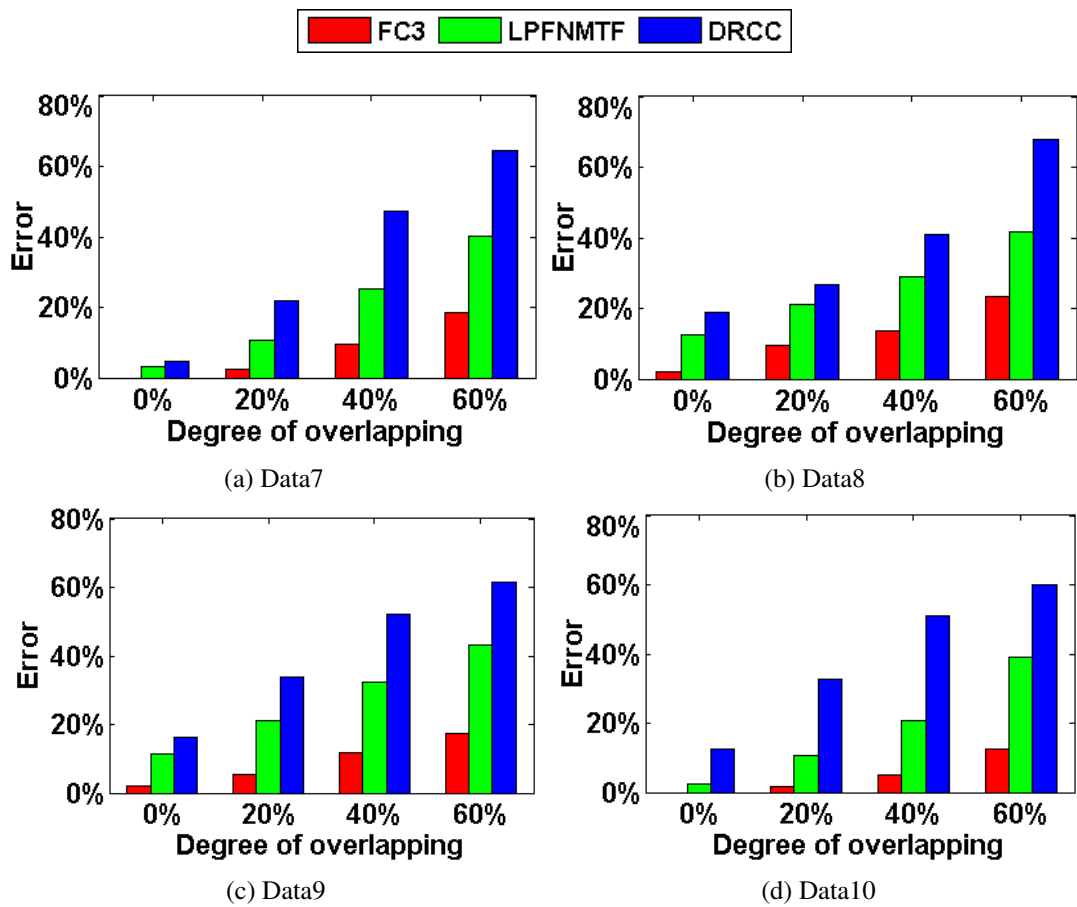 FC3 LPFNMTF DRCC
80%
60%
40%
20%
0%
Error
0% 20% 40% 60%
Degree of overlapping
(a) Data7
80%
60%
40%
20%
0%
Error
0% 20% 40% 60%
Degree of overlapping
(b) Data8
80%
60%
40%
20%
0%
Error
0% 20% 40% 60%
Degree of overlapping
(c) Data9
80%
60%
40%
20%
0%
Error
0% 20% 40% 60%
Degree of overlapping
(d) Data10